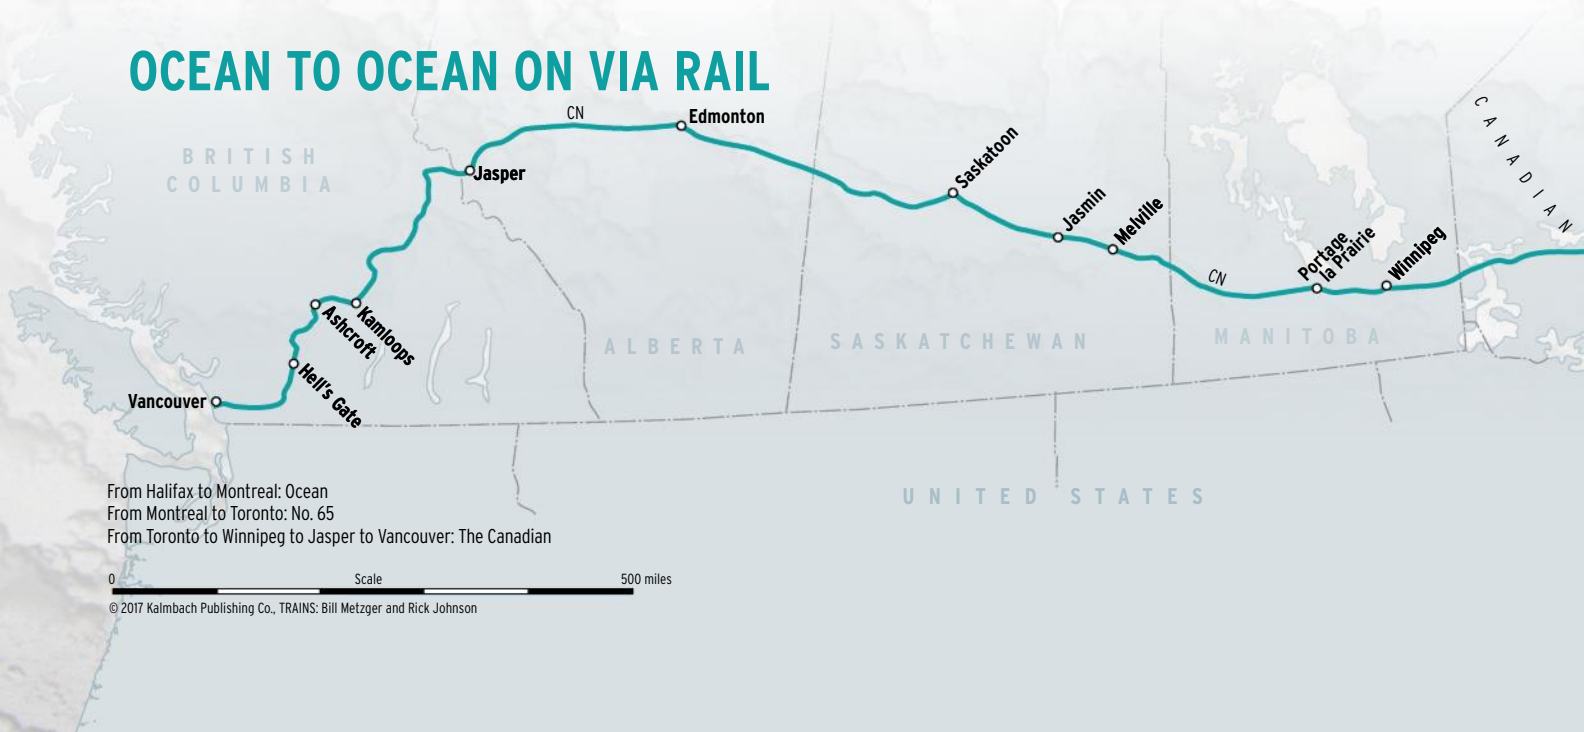 OCEAN TO OCEAN ON VIA RAIL
CN
Edmonton
BRITISH
COLUMBIA
Jasper
Saskatoon
Jasmin
Melville
CN
Portage
la Prairie
Winnipeg
CANADIAN
Kamloops
Ashcroft
Hell's Gate
Vancouver
ALBERTA
SASKATCHEWAN
MANITOBA
UNITED STATES
From Halifax to Montreal: Ocean
From Montreal to Toronto: No. 65
From Toronto to Winnipeg to Jasper to Vancouver: The Canadian
0 Scale 500 miles
© 2017 Kalmbach Publishing Co., TRAINS: Bill Metzger and Rick Johnson